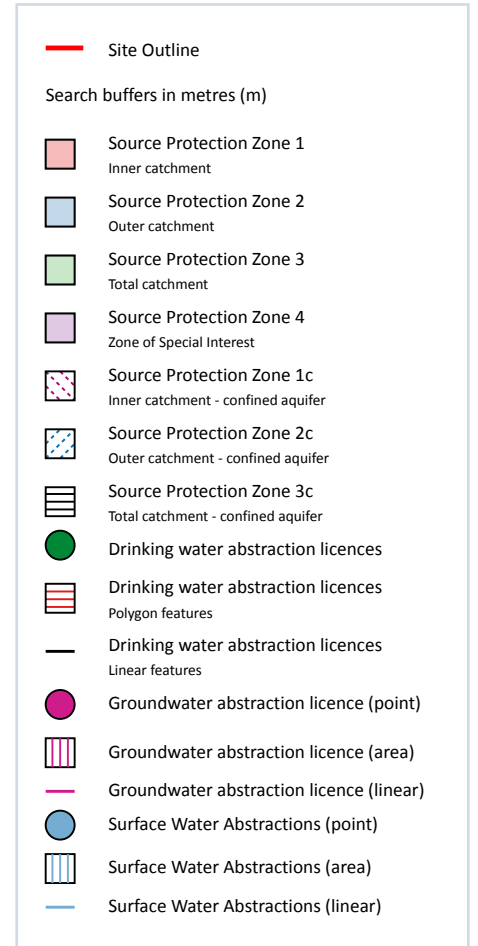 Site Outline
Search buffers in metres (m)
Source Protection Zone 1
Inner catchment
Source Protection Zone 2
Outer catchment
Source Protection Zone 3
Total catchment
Source Protection Zone 4
Zone of Special Interest
Source Protection Zone 1c
Inner catchment - confined aquifer
Source Protection Zone 2c
Outer catchment - confined aquifer
Source Protection Zone 3c
Total catchment - confined aquifer
Drinking water abstraction licences
Drinking water abstraction licences
Polygon features
Drinking water abstraction licences
Linear features
Groundwater abstraction licence (point)
Groundwater abstraction licence (area)
Groundwater abstraction licence (linear)
Surface Water Abstractions (point)
Surface Water Abstractions (area)
Surface Water Abstractions (linear)